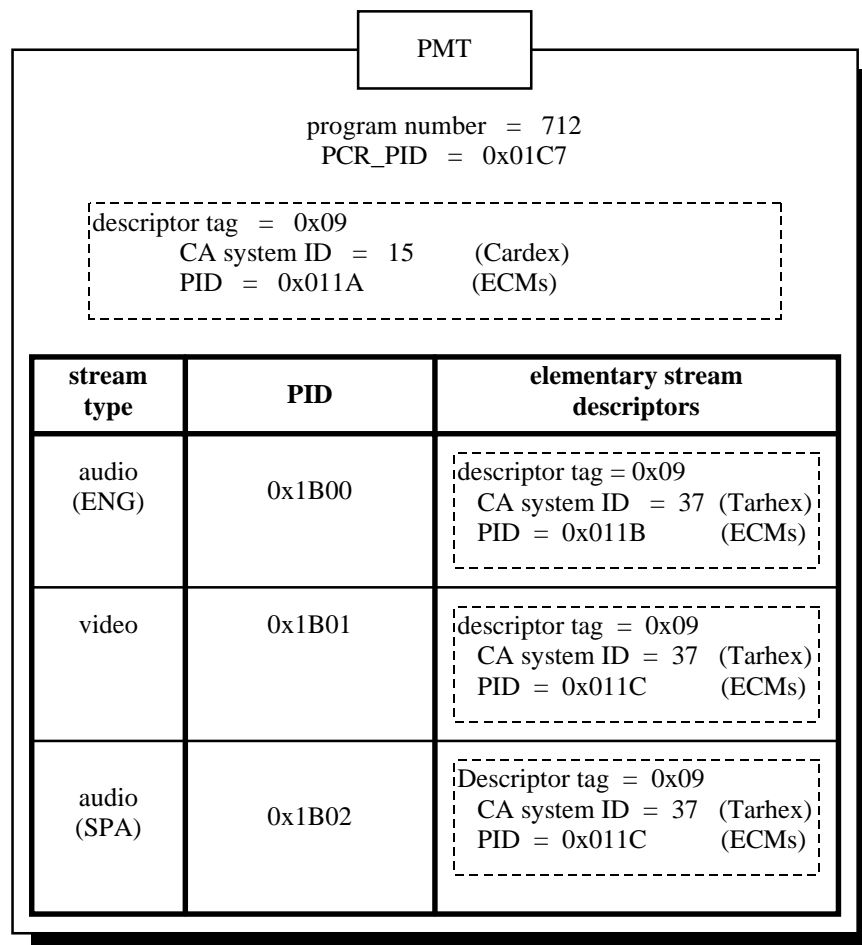 PMT
program number = 712
PCR_PID = 0x01C7
descriptor tag = 0x09
CA system ID = 15 (Cardex)
PID = 0x011A (ECMs)
stream type PID elementary stream descriptors
audio (ENG) 0x1B00
descriptor tag = 0x09
CA system ID = 37 (Tarhex)
PID = 0x011B (ECMs)
video 0x1B01
descriptor tag = 0x09
CA system ID = 37 (Tarhex)
PID = 0x011C (ECMs)
audio (SPA) 0x1B02
Descriptor tag = 0x09
CA system ID = 37 (Tarhex)
PID = 0x011C (ECMs)